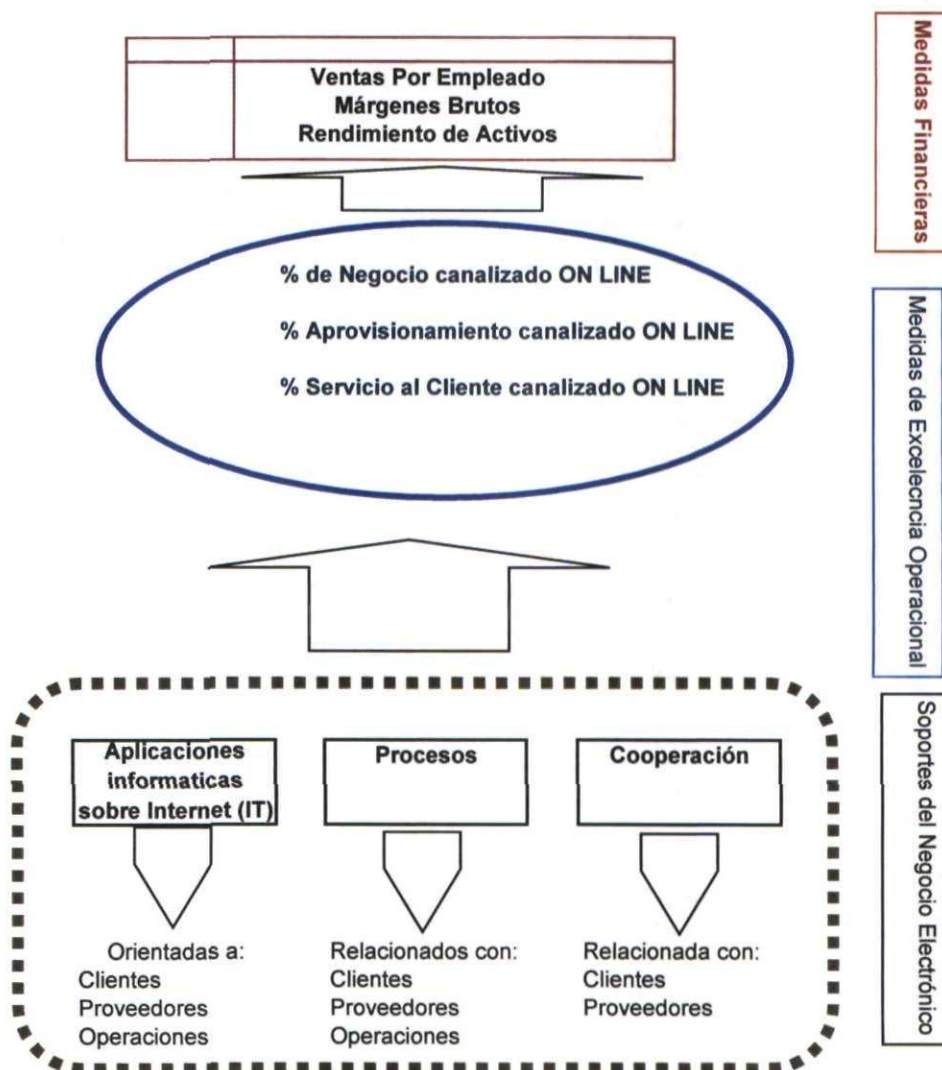 Ventas Por Empleado
Márgenes Brutos
Rendimiento de Activos
Medidas Financieras
% de Negocio canalizado ON LINE
% Aprovisionamiento canalizado ON LINE
% Servicio al Cliente canalizado ON LINE
Medidas de Excelecncia Operacional
Aplicaciones
informaticas
sobre Internet (IT)
Procesos
Cooperación
Orientadas a:
Clientes
Proveedores
Operaciones
Relacionados con:
Clientes
Proveedores
Operaciones
Relacionada con:
Clientes
Proveedores
Soportes del Negocio Electrónico